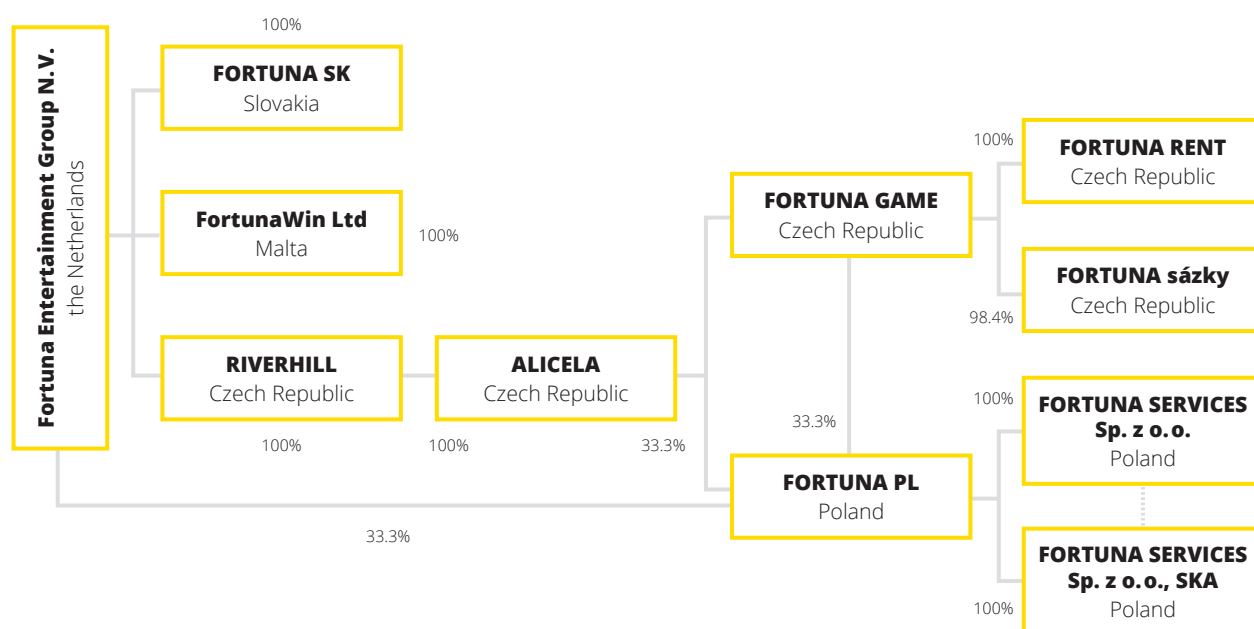 Fortuna Entertainment Group N.V.
the Netherlands
100%
FORTUNA SK
Slovakia
FortunaWin Ltd
Malta
100%
RIVERHILL
Czech Republic
100%
ALICELA
Czech Republic
100%
33.3%
FORTUNA GAME
Czech Republic
33.3%
FORTUNA PL
Poland
33.3%
100%
FORTUNA RENT
Czech Republic
FORTUNA sázky
Czech Republic
98.4%
100%
FORTUNA SERVICES
Sp. z o.o.
Poland
FORTUNA SERVICES
Sp. z o.o., SKA
Poland
100%